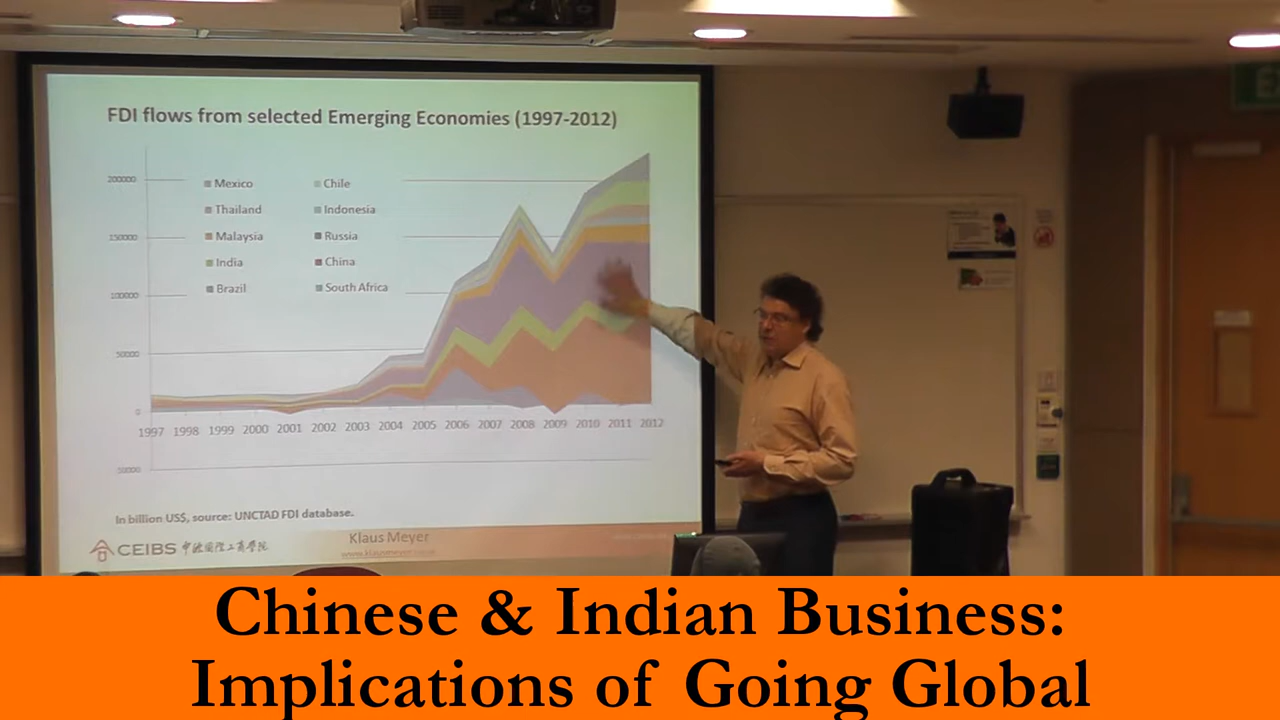 FDI flows from selected Emerging Economies (1997-2012)
200000
150000
100000
50000
0
Mexico
Chile
Thailand
Indonesia
Malaysia
Russia
India
China
Brazil
South Africa
1997 1998 1999 2000 2001 2002 2003 2004 2005 2006 2007 2008 2009 2010 2011 2012
In billion US$, source: UNCTAD FDI database.
CEIBS 中欧国际工商学院
Klaus Meyer
Chinese & Indian Business:
Implications of Going Global